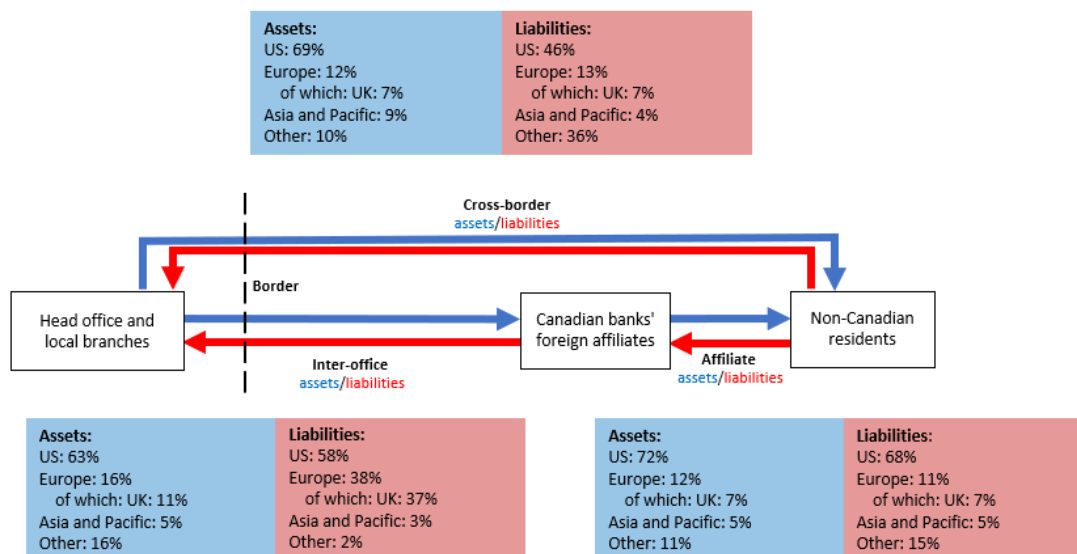 Assets:
US: 69%
Europe: 12%
of which: UK: 7%
Asia and Pacific: 9%
Other: 10%
Liabilities:
US: 46%
Europe: 13%
of which: UK: 7%
Asia and Pacific: 4%
Other: 36%
Cross-border
assets/liabilities
Border
Head office and
local branches
Canadian banks'
foreign affiliates
Non-Canadian
residents
Inter-office
assets/liabilities
Affiliate
assets/liabilities
Assets:
US: 63%
Europe: 16%
of which: UK: 11%
Asia and Pacific: 5%
Other: 16%
Liabilities:
US: 58%
Europe: 38%
of which: UK: 37%
Asia and Pacific: 3%
Other: 2%
Assets:
US: 72%
Europe: 12%
of which: UK: 7%
Asia and Pacific: 5%
Other: 11%
Liabilities:
US: 68%
Europe: 11%
of which: UK: 7%
Asia and Pacific: 5%
Other: 15%